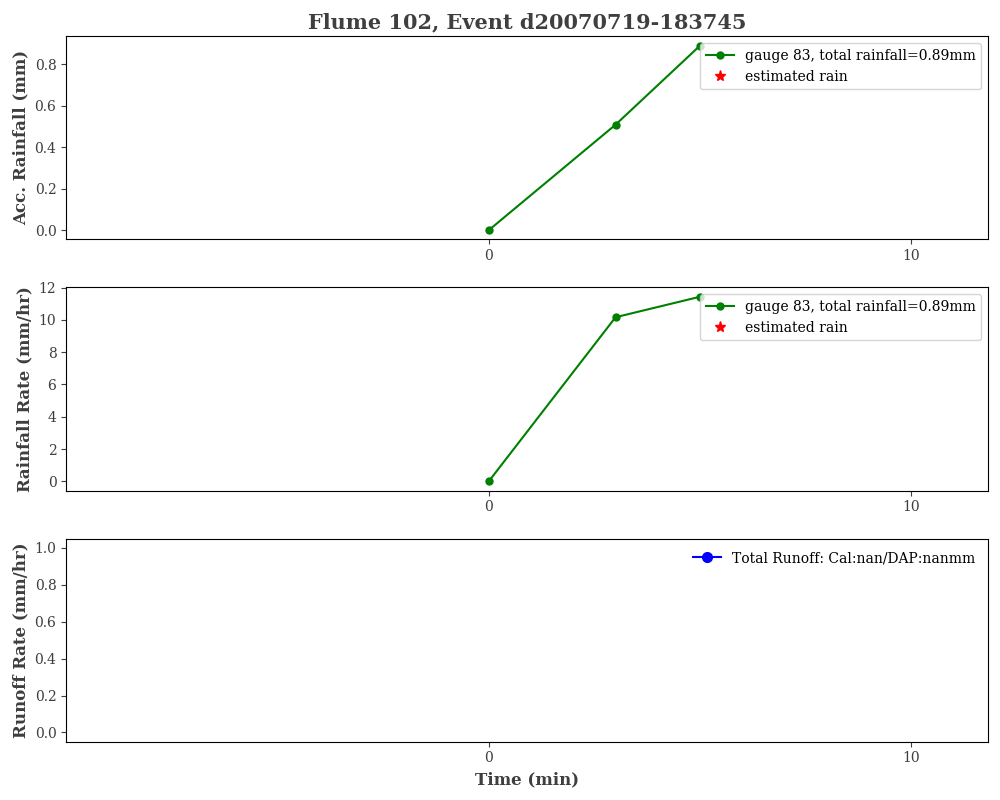 Flume 102, Event d20070719-183745
Acc. Rainfall (mm)
0.8
0.6
0.4
0.2
0.0
gauge 83, total rainfall=0.89mm
estimated rain
0
10
Rainfall Rate (mm/hr)
12
10
8
6
4
2
0
gauge 83, total rainfall=0.89mm
estimated rain
0
10
Runoff Rate (mm/hr)
1.0
0.8
0.6
0.4
0.2
0.0
Total Runoff: Cal:nan/DAP:nanmm
0
10
Time (min)